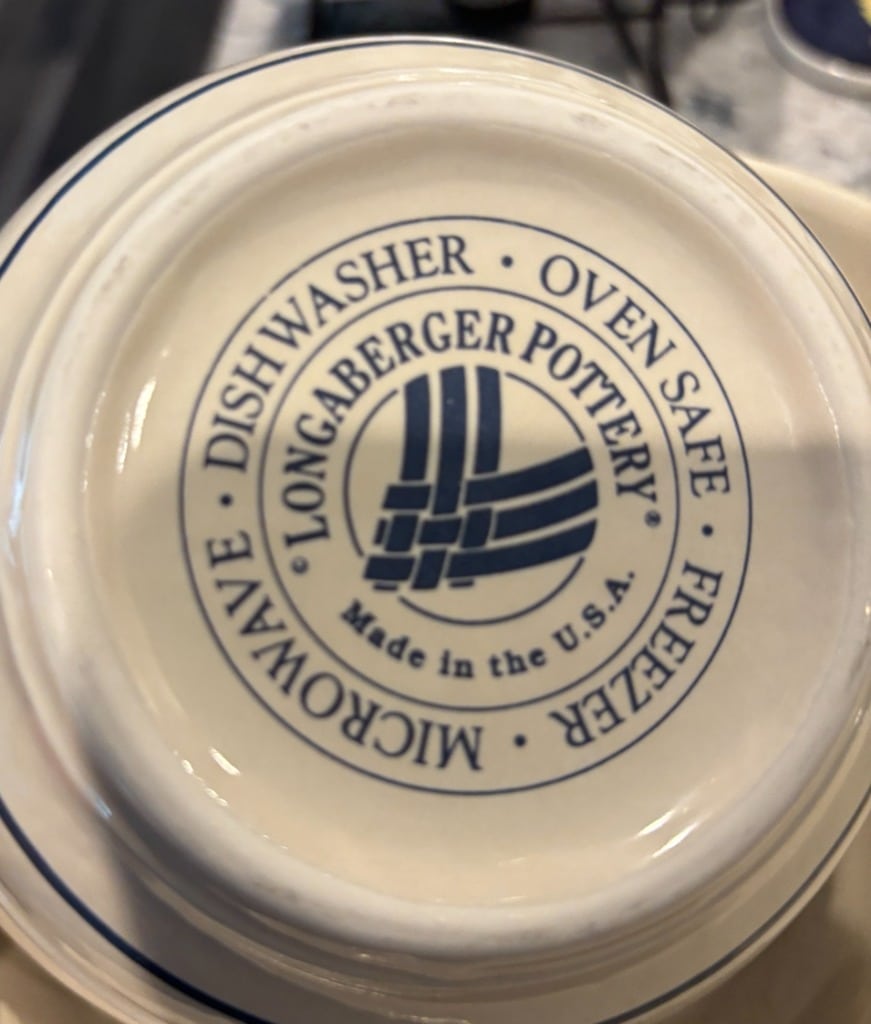 DISHWASHER · OVEN SAFE · FREEZER · MICROWAVE ·
© LONGABERGER POTTERY ®
Made in the U.S.A.